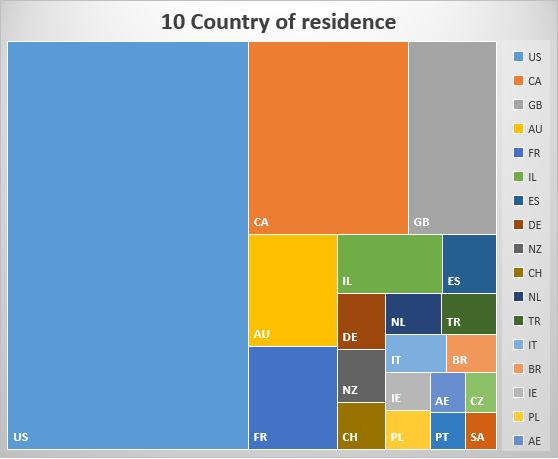 10 Country of residence
US
CA
GB
AU
FR
IL
ES
DE
NZ
CH
NL
TR
IT
BR
IE
AE
CZ
PL
PT
SA
US
CA
GB
AU
FR
IL
ES
DE
NZ
CH
NL
TR
IT
BR
IE
PL
AE